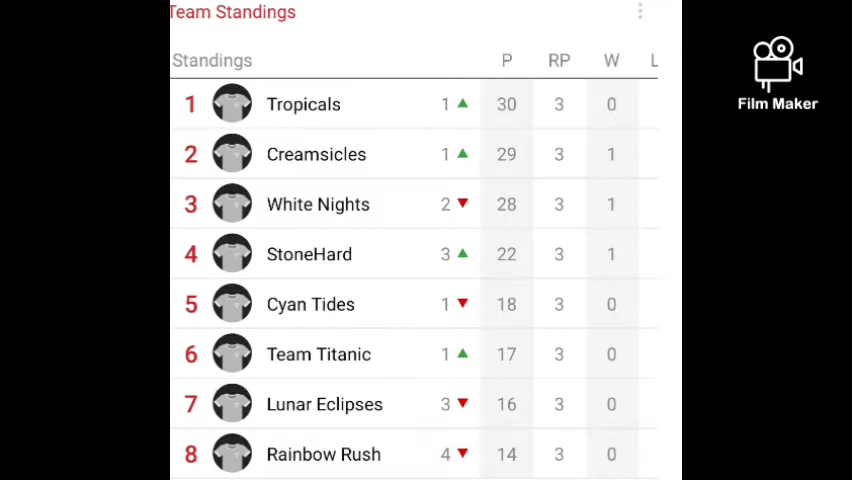 Team Standings
Standings P RP W L
1 Tropicals 1 ▲ 30 3 0
2 Creamsicles 1 ▲ 29 3 1
3 White Nights 2 ▼ 28 3 1
4 StoneHard 3 ▲ 22 3 1
5 Cyan Tides 1 ▼ 18 3 0
6 Team Titanic 1 ▲ 17 3 0
7 Lunar Eclipses 3 ▼ 16 3 0
8 Rainbow Rush 4 ▼ 14 3 0
Film Maker